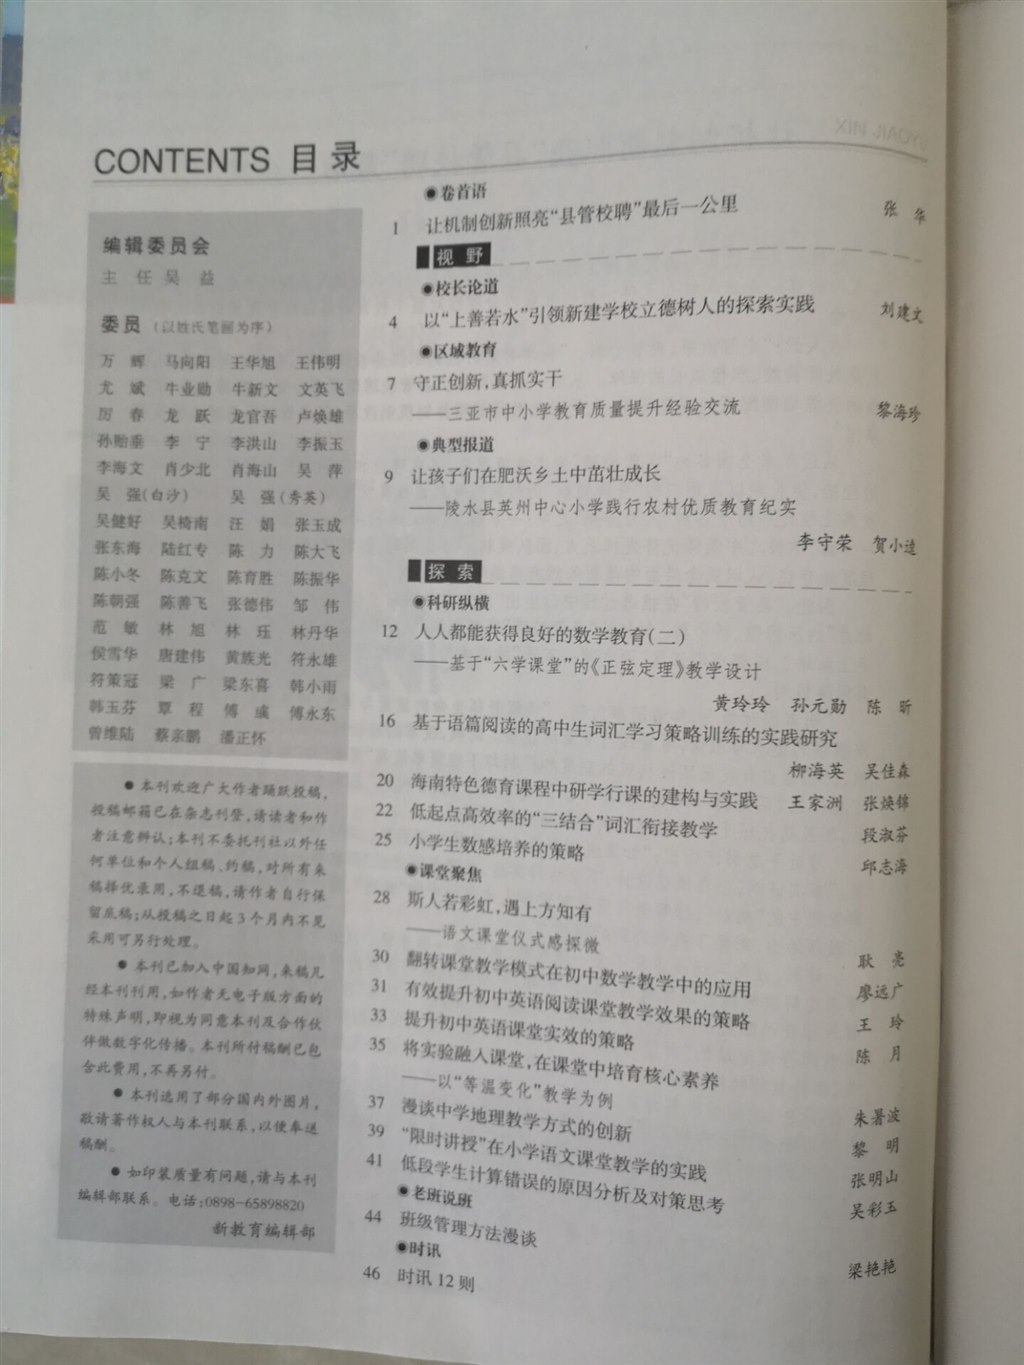 CONTENTS 目录
编辑委员会
主 任 吴 益
委员 (以姓氏笔画为序)
万 辉 马向阳 王华旭 王伟明
尤 斌 牛业勋 牛新文 文英飞
厉 春 龙 跃 龙官吾 卢焕雄
孙贻垂 李 宁 李洪山 李振玉
李海文 肖少北 肖海山 吴 萍
吴 强(白沙) 吴 强(秀英)
吴健好 吴椅南 汪 娟 张玉成
张东海 陆红专 陈 力 陈大飞
陈小冬 陈克文 陈育胜 陈振华
陈朝强 陈善飞 张德伟 邹 伟
范 敏 林 旭 林 珏 林丹华
侯雪华 唐建伟 黄族光 符永雄
符策冠 梁 广 梁东喜 韩小雨
韩玉芬 覃 程 傅 彧 傅永东
曾维陆 蔡亲鹏 潘正怀
●本刊欢迎广大作者踊跃投稿,
投稿邮箱已在杂志刊登,请读者和作
者注意辨认;本刊不委托刊社以外任
何单位和个人组稿、约稿,对所有来
稿择优录用,不退稿,请作者自行保
留底稿;从投稿之日起3个月内不见
采用可另行处理。
●本刊已加入中国知网,来稿凡
经本刊刊用,如作者无电子版方面的
特殊声明,即视为同意本刊及合作伙
伴做数字化传播。本刊所付稿酬已包
含此费用,不再另付。
●本刊选用了部分国内外图片,
敬请著作权人与本刊联系,以便奉送
稿酬。
●如印装质量有问题,请与本刊
编辑部联系。电话:0898-65898820
新教育编辑部
◉卷首语
1 让机制创新照亮“县管校聘”最后一公里 张 华
视野
◉校长论道
4 以“上善若水”引领新建学校立德树人的探索实践 刘建文
◉区域教育
7 守正创新,真抓实干
——三亚市中小学教育质量提升经验交流 黎海珍
◉典型报道
9 让孩子们在肥沃乡土中茁壮成长
——陵水县英州中心小学践行农村优质教育纪实
李守荣 贺小逵
探索
◉科研纵横
12 人人都能获得良好的数学教育(二)
——基于“六学课堂”的《正弦定理》教学设计
黄玲玲 孙元勋 陈 昕
16 基于语篇阅读的高中生词汇学习策略训练的实践研究
柳海英 吴佳森
20 海南特色德育课程中研学行课的建构与实践 王家洲 张焕锦
22 低起点高效率的“三结合”词汇衔接教学 段淑芬
25 小学生数感培养的策略 邱志海
◉课堂聚焦
28 斯人若彩虹,遇上方知有
——语文课堂仪式感探微 耿 亮
30 翻转课堂教学模式在初中数学教学中的应用 廖远广
31 有效提升初中英语阅读课堂教学效果的策略 王 玲
33 提升初中英语课堂实效的策略 陈 月
35 将实验融入课堂,在课堂中培育核心素养
——以“等温变化”教学为例 朱暑波
37 漫谈中学地理教学方式的创新 黎 明
39 “限时讲授”在小学语文课堂教学的实践 张明山
41 低段学生计算错误的原因分析及对策思考 吴彩玉
◉老班说班
44 班级管理方法漫谈 梁艳艳
◉时讯
46 时讯12则